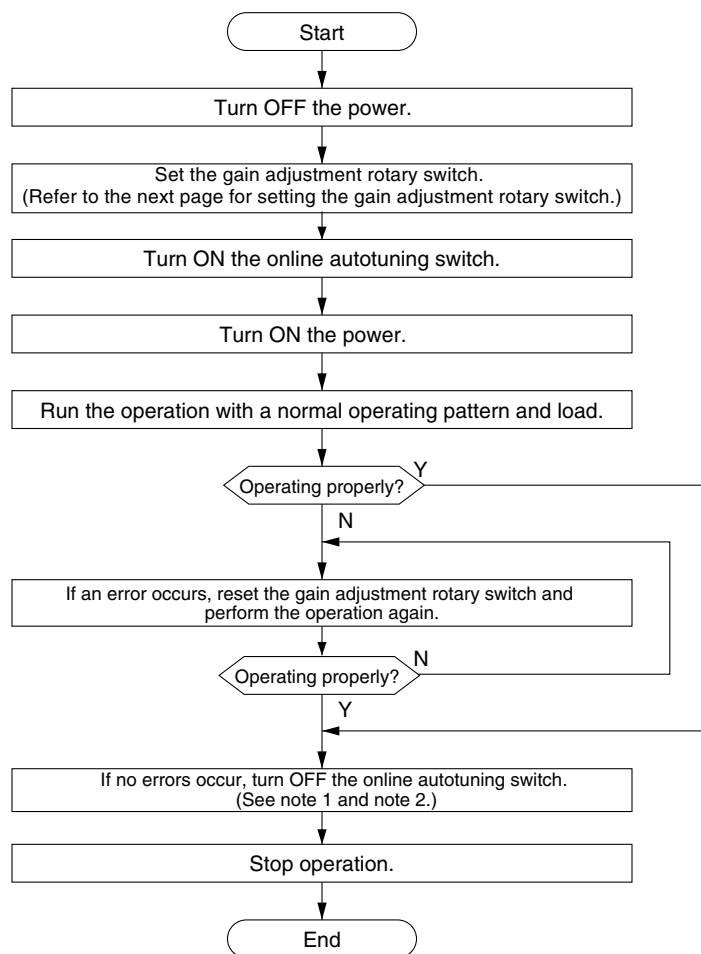 Start
Turn OFF the power.
Set the gain adjustment rotary switch.
(Refer to the next page for setting the gain adjustment rotary switch.)
Turn ON the online autotuning switch.
Turn ON the power.
Run the operation with a normal operating pattern and load.
Operating properly?
Y
N
If an error occurs, reset the gain adjustment rotary switch and
perform the operation again.
Operating properly?
N
Y
If no errors occur, turn OFF the online autotuning switch.
(See note 1 and note 2.)
Stop operation.
End